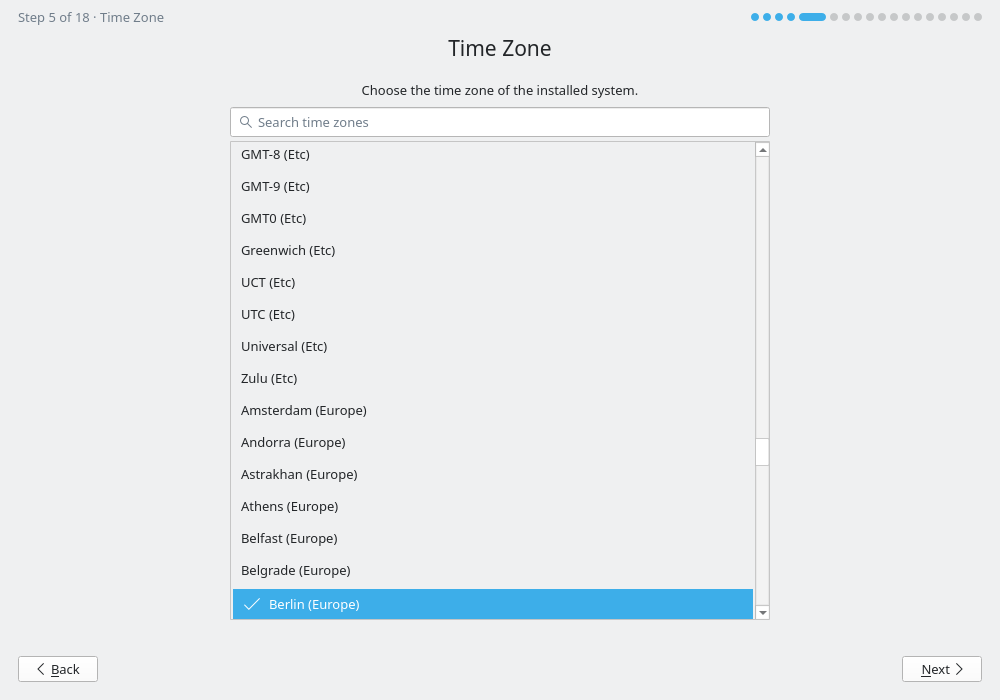 Step 5 of 18 · Time Zone
Time Zone
Choose the time zone of the installed system.
Search time zones
GMT-8 (Etc)
GMT-9 (Etc)
GMT0 (Etc)
Greenwich (Etc)
UCT (Etc)
UTC (Etc)
Universal (Etc)
Zulu (Etc)
Amsterdam (Europe)
Andorra (Europe)
Astrakhan (Europe)
Athens (Europe)
Belfast (Europe)
Belgrade (Europe)
Berlin (Europe)
Back
Next